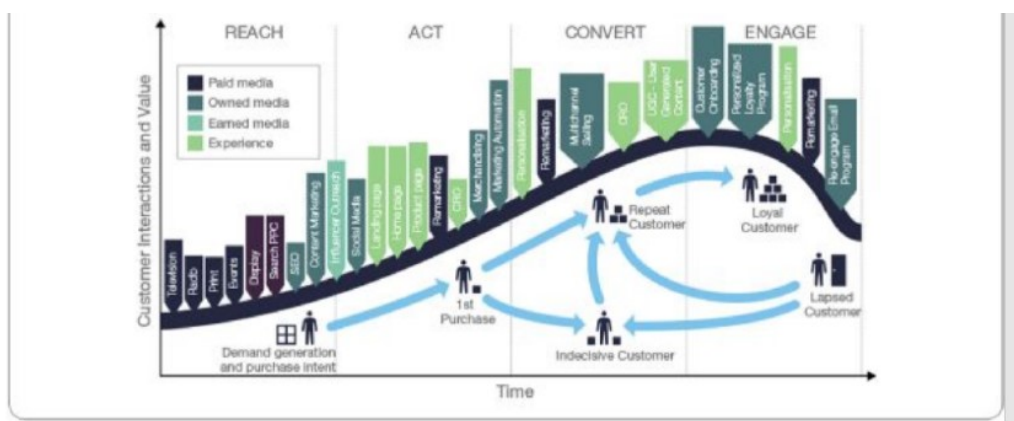 REACH
ACT
CONVERT
ENGAGE
Customer Interactions and Value
Paid media
Owned media
Earned media
Experience
Television
Radio
Print
Events
Display
Search PPC
SEO
Content Marketing
Influencer Outreach
Social Media
Landing page
Home page
Product page
Remarketing
CRO
Merchandising
Marketing Automation
Personalisation
Remarketing
Multichannel
Selling
CRO
UGC - User
Generated
Content
Customer
Onboarding
Personalized
Loyalty
Program
Personalisation
Remarketing
Re-engage Email
Program
Demand generation
and purchase intent
1st
Purchase
Repeat
Customer
Indecisive Customer
Loyal
Customer
Lapsed
Customer
Time